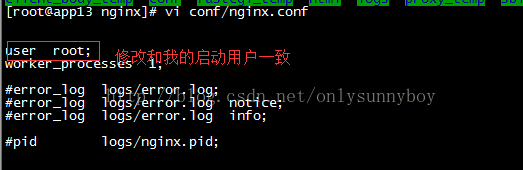 [root@app13 nginx]# vi conf/nginx.conf
user root;
修改和我的启动用户一致
worker_processes 1;
#error_log logs/error.log;
#error_log logs/error.log notice;
#error_log logs/error.log info;
http://blog.csdn.net/onlysunnyboy
#pid logs/nginx.pid;